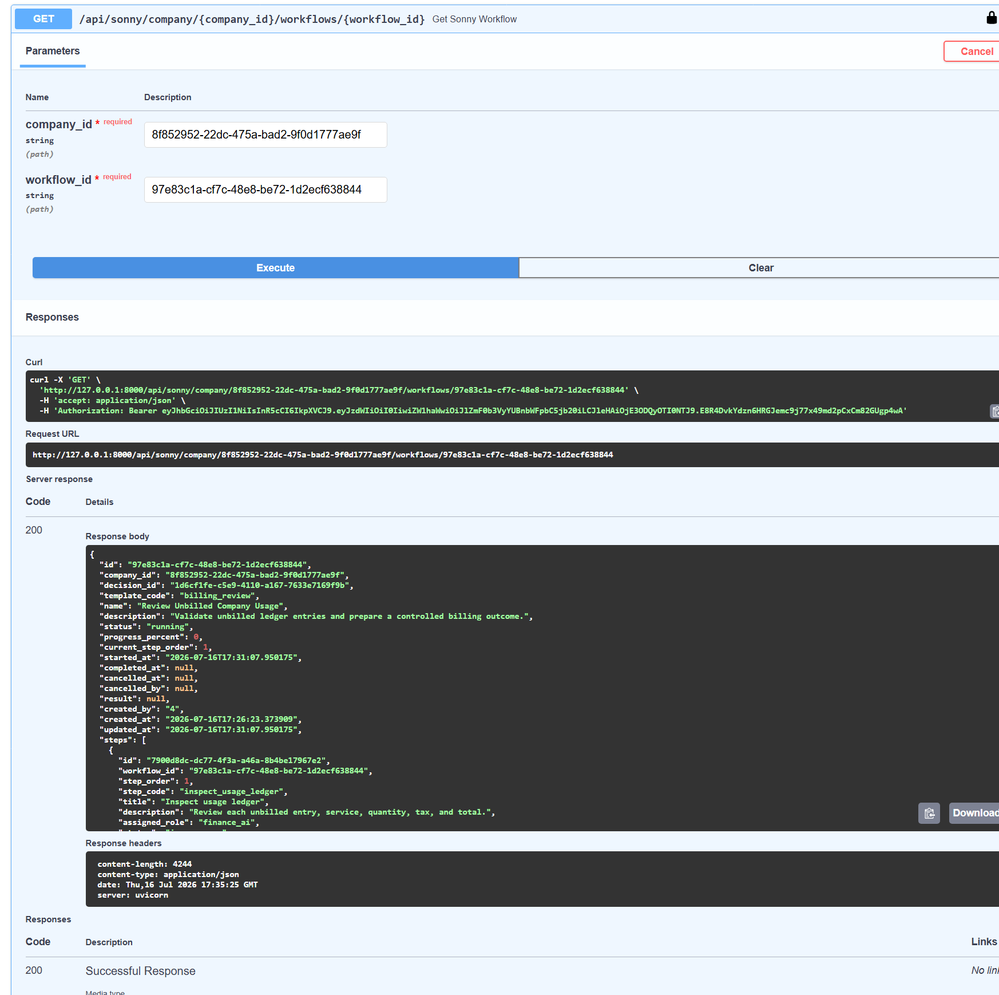 GET /api/sonny/company/{company_id}/workflows/{workflow_id} Get Sonny Workflow
Parameters
Cancel
Name Description
company_id * required
string
(path)
8f852952-22dc-475a-bad2-9f0d1777ae9f
workflow_id * required
string
(path)
97e83c1a-cf7c-48e8-be72-1d2ecf638844
Execute
Clear
Responses
Curl
curl -X 'GET' \
'http://127.0.0.1:8000/api/sonny/company/8f852952-22dc-475a-bad2-9f0d1777ae9f/workflows/97e83c1a-cf7c-48e8-be72-1d2ecf638844' \
-H 'accept: application/json' \
-H 'Authorization: Bearer eyJhbGciOiJIUzI1NiIsInR5cCI6IkpXVCJ9.eyJzdWIiOiI0IiwiZW1haWwiOiJ1ZmF0b3VyYUBnbWFpbC5jb20iLCJleHAiOjE3ODQyOTI0NTJ9.E8R4DvkYdzn6HRGJemc9j77x49md2pCxCm82GUgp4wA'
Request URL
http://127.0.0.1:8000/api/sonny/company/8f852952-22dc-475a-bad2-9f0d1777ae9f/workflows/97e83c1a-cf7c-48e8-be72-1d2ecf638844
Server response
Code Details
200
Response body
{
"id": "97e83c1a-cf7c-48e8-be72-1d2ecf638844",
"company_id": "8f852952-22dc-475a-bad2-9f0d1777ae9f",
"decision_id": "1d6cf1fe-c5e9-4110-a167-7633e7169f9b",
"template_code": "billing_review",
"name": "Review Unbilled Company Usage",
"description": "Validate unbilled ledger entries and prepare a controlled billing outcome.",
"status": "running",
"progress_percent": 0,
"current_step_order": 1,
"started_at": "2026-07-16T17:31:07.950175",
"completed_at": null,
"cancelled_at": null,
"cancelled_by": null,
"result": null,
"created_by": "4",
"created_at": "2026-07-16T17:26:23.373909",
"updated_at": "2026-07-16T17:31:07.950175",
"steps": [
{
"id": "7900d8dc-dc77-4f3a-a46a-8b4be17967e2",
"workflow_id": "97e83c1a-cf7c-48e8-be72-1d2ecf638844",
"step_order": 1,
"step_code": "inspect_usage_ledger",
"title": "Inspect usage ledger",
"description": "Review each unbilled entry, service, quantity, tax, and total.",
"assigned_role": "finance_ai",
Download
Response headers
content-length: 4244
content-type: application/json
date: Thu,16 Jul 2026 17:35:25 GMT
server: uvicorn
Responses
Code Description Links
200 Successful Response No
Media type